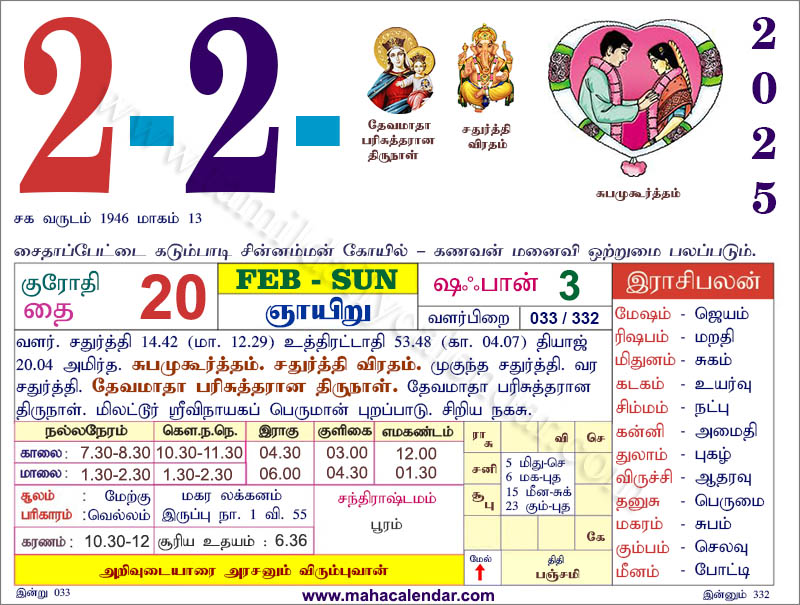 2-2-
2025
தேவமாதா
பரிசுத்தரான
திருநாள்
சதுர்த்தி
விரதம்
சுபமுகூர்த்தம்
சக வருடம் 1946 மாகம் 13
சைதாப்பேட்டை கடும்பாடி சின்னம்மன் கோயில் – கணவன் மனைவி ஒற்றுமை பலப்படும்.
குரோதி
தை 20
FEB - SUN
ஞாயிறு
ஷஃபான் 3
வளர்பிறை 033 / 332
வளர். சதுர்த்தி 14.42 (மா. 12.29) உத்திரட்டாதி 53.48 (கா. 04.07) தியாஜ்
20.04 அமிர்த. சுபமுகூர்த்தம். சதுர்த்தி விரதம். முகுந்த சதுர்த்தி. வர
சதுர்த்தி. தேவமாதா பரிசுத்தரான திருநாள். தேவமாதா பரிசுத்தரான
திருநாள். மிலட்டூர் ஸ்ரீவிநாயகப் பெருமான் புறப்பாடு. சிறிய நகசு.
நல்லநேரம் கௌ.ந.நெ. இராகு குளிகை எமகண்டம்
காலை: 7.30-8.30 10.30-11.30 04.30 03.00 12.00
மாலை: 1.30-2.30 1.30-2.30 06.00 04.30 01.30
சூலம் : மேற்கு
பரிகாரம் :வெல்லம்
மகர லக்கனம்
இருப்பு நா. 1 வி. 55
சந்திராஷ்டமம்
பூரம்
கரணம்: 10.30-12 சூரிய உதயம் : 6.36
அறிவுடையாரை அரசனும் விரும்புவான்
ரா
சு
வி
செ
சனி
சூ
பு
5 மிது-செ
6 மக-புத
15 மீன-சுக்
23 கும்-புத
கே
மேல்
திதி
பஞ்சமி
இராசிபலன்
மேஷம் - ஜெயம்
ரிஷபம் - மறதி
மிதுனம் - சுகம்
கடகம் - உயர்வு
சிம்மம் - நட்பு
கன்னி - அமைதி
துலாம் - புகழ்
விருச்சி - ஆதரவு
தனுசு - பெருமை
மகரம் - சுபம்
கும்பம் - செலவு
மீனம் - போட்டி
இன்று 033
www.mahacalendar.com
இன்னும் 332
www.tamildailycalendar.com